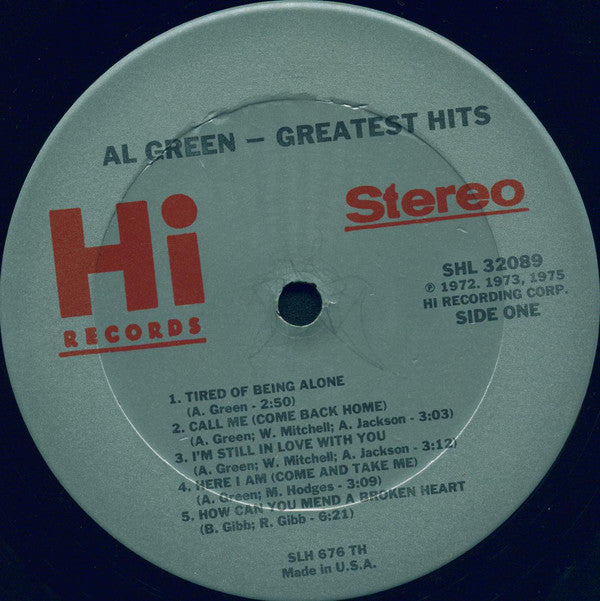 AL GREEN — GREATEST HITS
Hi
RECORDS
Stereo
SHL 32089
℗ 1972. 1973, 1975
HI RECORDING CORP.
SIDE ONE
1. TIRED OF BEING ALONE
(A. Green - 2:50)
2. CALL ME (COME BACK HOME)
(A. Green; W. Mitchell; A. Jackson - 3:03)
3. I'M STILL IN LOVE WITH YOU
(A. Green; W. Mitchell; A. Jackson - 3:12)
4. HERE I AM (COME AND TAKE ME)
(A. Green; M. Hodges - 3:09)
5. HOW CAN YOU MEND A BROKEN HEART
(B. Gibb; R. Gibb - 6:21)
SLH 676 TH
Made in U.S.A.